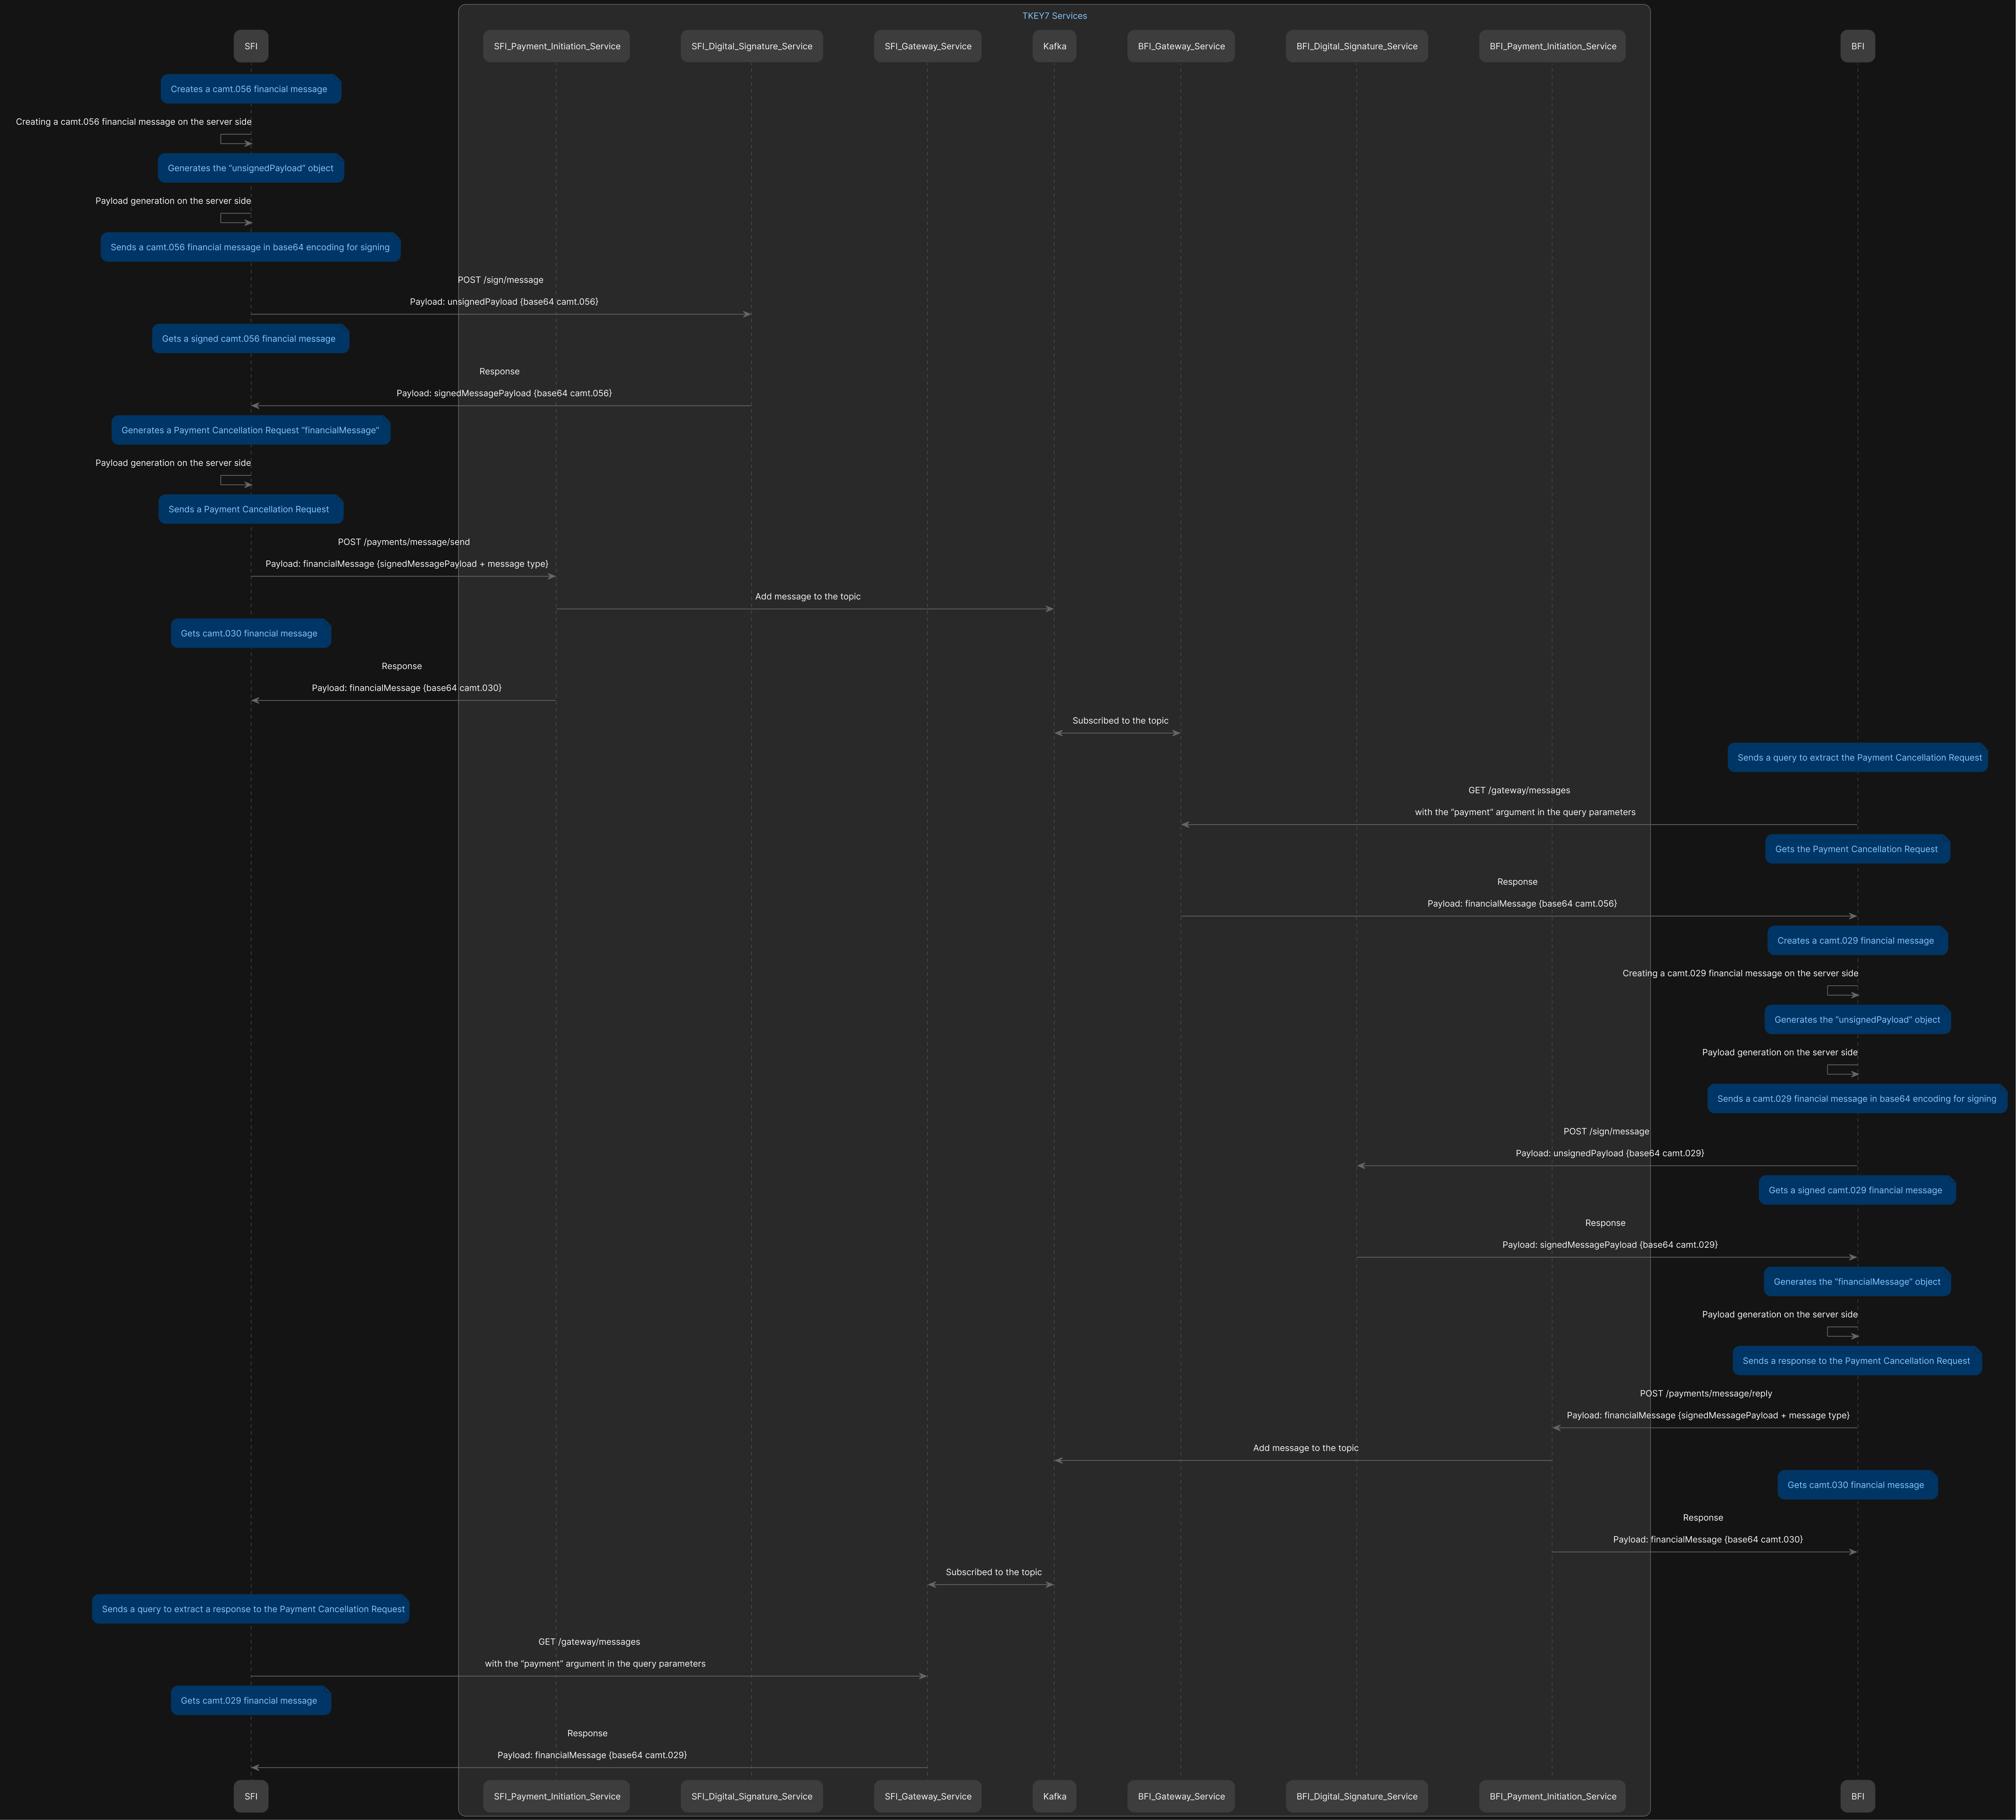 TKEY7 Services
SFI
SFI_Payment_Initiation_Service
SFI_Digital_Signature_Service
SFI_Gateway_Service
Kafka
BFI_Gateway_Service
BFI_Digital_Signature_Service
BFI_Payment_Initiation_Service
BFI
Creates a camt.056 financial message
Creating a camt.056 financial message on the server side
Generates the “unsignedPayload” object
Payload generation on the server side
Sends a camt.056 financial message in base64 encoding for signing
POST /sign/message
Payload: unsignedPayload {base64 camt.056}
Gets a signed camt.056 financial message
Response
Payload: signedMessagePayload {base64 camt.056}
Generates a Payment Cancellation Request “financialMessage”
Payload generation on the server side
Sends a Payment Cancellation Request
POST /payments/message/send
Payload: financialMessage {signedMessagePayload + message type}
Add message to the topic
Gets camt.030 financial message
Response
Payload: financialMessage {base64 camt.030}
Subscribed to the topic
Sends a query to extract the Payment Cancellation Request
GET /gateway/messages
with the “payment” argument in the query parameters
Gets the Payment Cancellation Request
Response
Payload: financialMessage {base64 camt.056}
Creates a camt.029 financial message
Creating a camt.029 financial message on the server side
Generates the “unsignedPayload” object
Payload generation on the server side
Sends a camt.029 financial message in base64 encoding for signing
POST /sign/message
Payload: unsignedPayload {base64 camt.029}
Gets a signed camt.029 financial message
Response
Payload: signedMessagePayload {base64 camt.029}
Generates the “financialMessage” object
Payload generation on the server side
Sends a response to the Payment Cancellation Request
POST /payments/message/reply
Payload: financialMessage {signedMessagePayload + message type}
Add message to the topic
Gets camt.030 financial message
Response
Payload: financialMessage {base64 camt.030}
Subscribed to the topic
Sends a query to extract a response to the Payment Cancellation Request
GET /gateway/messages
with the “payment” argument in the query parameters
Gets camt.029 financial message
Response
Payload: financialMessage {base64 camt.029}
SFI
SFI_Payment_Initiation_Service
SFI_Digital_Signature_Service
SFI_Gateway_Service
Kafka
BFI_Gateway_Service
BFI_Digital_Signature_Service
BFI_Payment_Initiation_Service
BFI